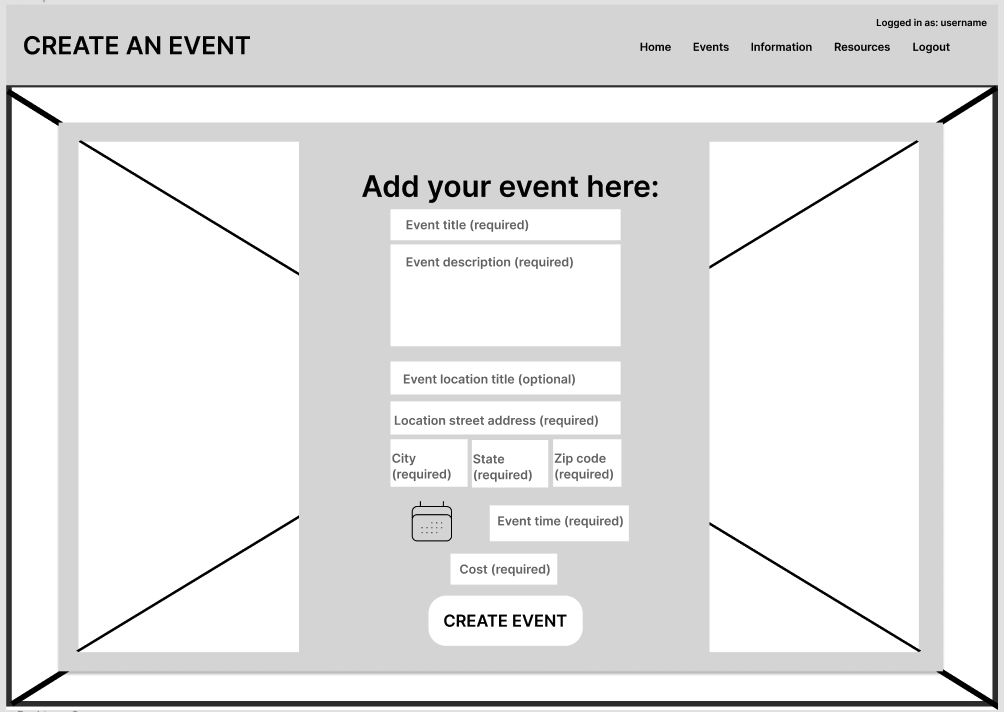 Logged in as: username
CREATE AN EVENT
Home Events Information Resources Logout
Add your event here:
Event title (required)
Event description (required)
Event location title (optional)
Location street address (required)
City (required)
State (required)
Zip code (required)
Event time (required)
Cost (required)
CREATE EVENT